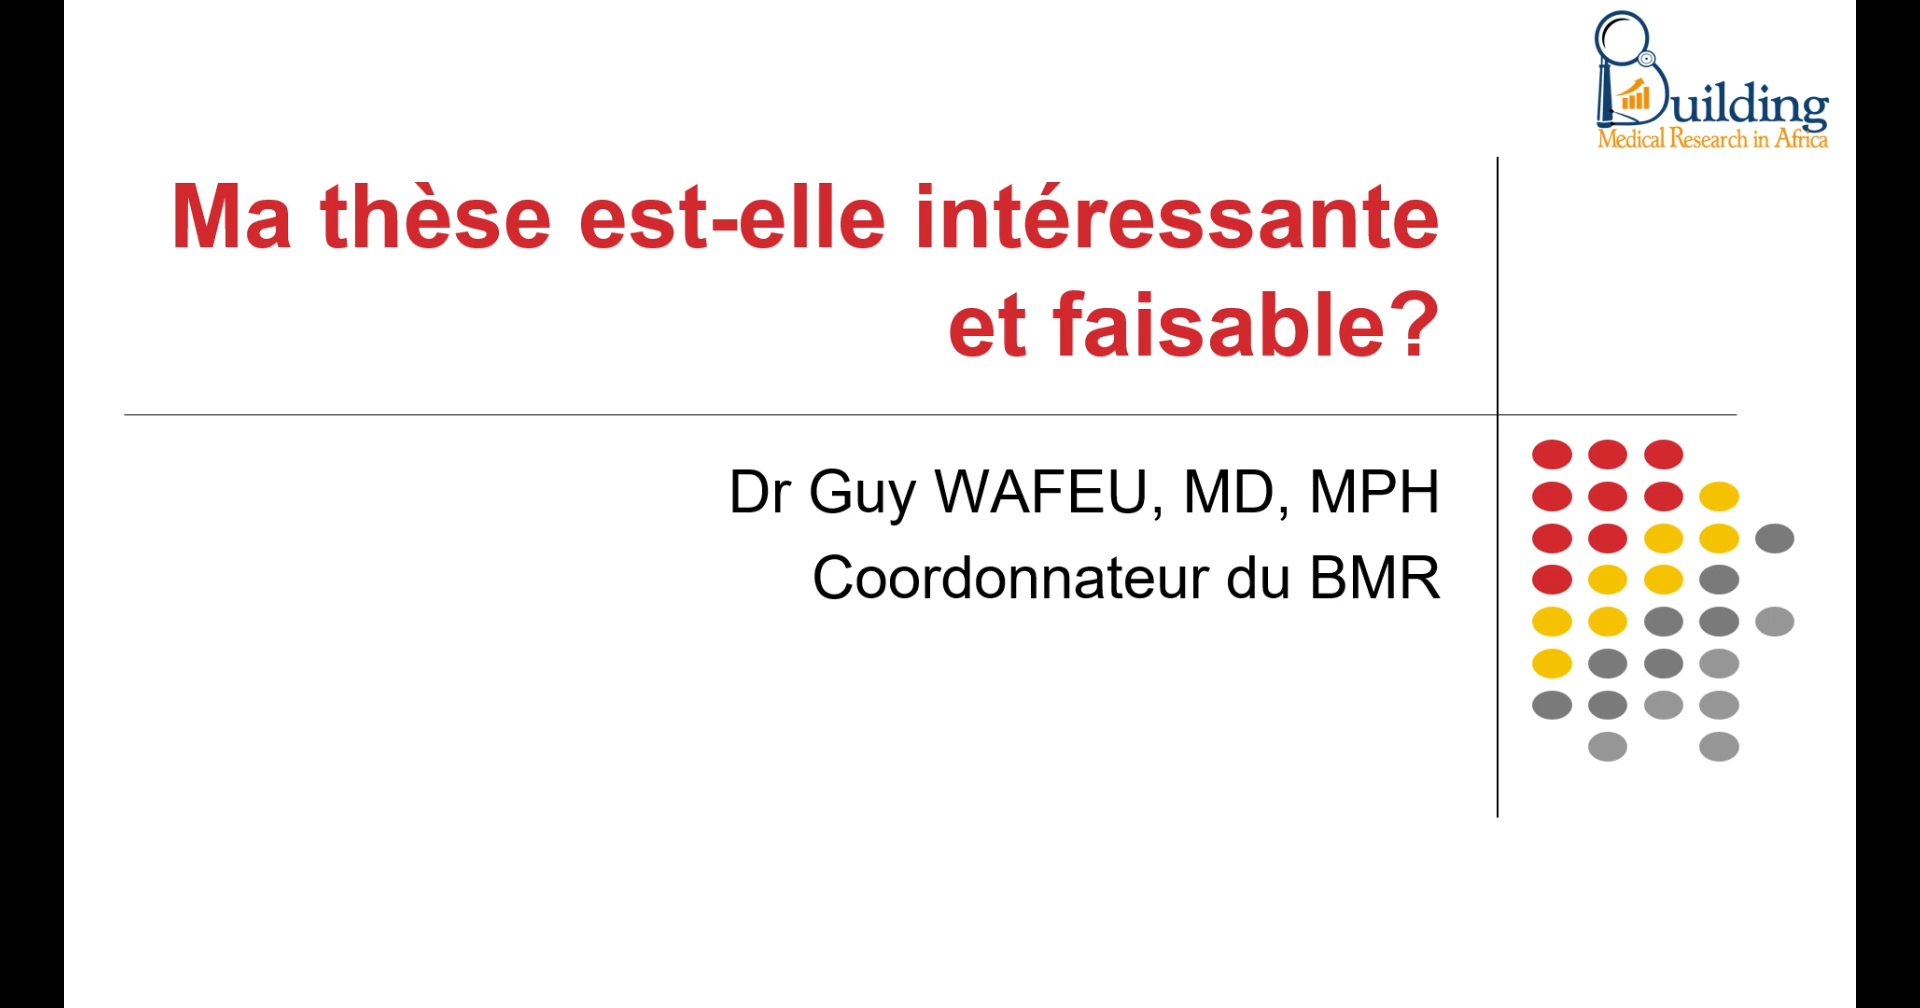 Building
Medical Research in Africa
Ma thèse est-elle intéressante
et faisable?
Dr Guy WAFEU, MD, MPH
Coordonnateur du BMR